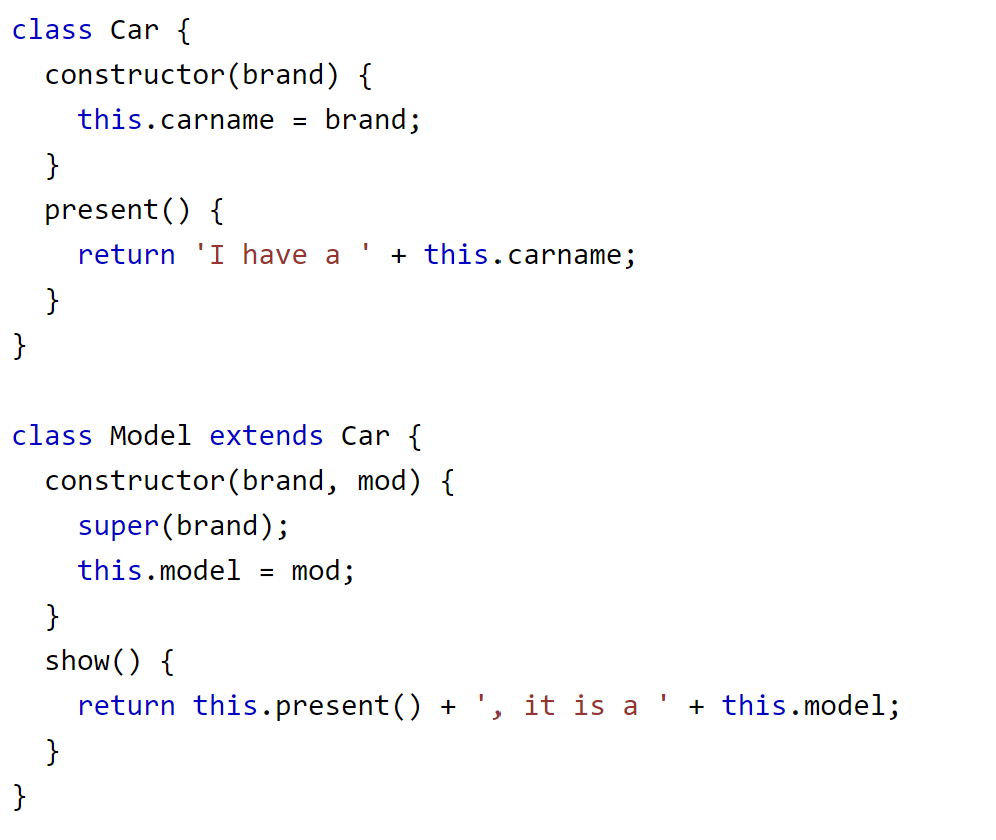 class Car {
  constructor(brand) {
    this.carname = brand;
  }
  present() {
    return 'I have a ' + this.carname;
  }
}

class Model extends Car {
  constructor(brand, mod) {
    super(brand);
    this.model = mod;
  }
  show() {
    return this.present() + ', it is a ' + this.model;
  }
}